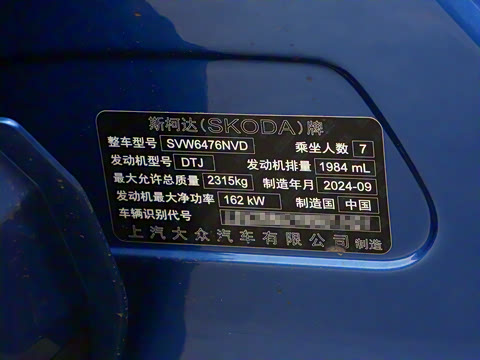 斯柯达(SKODA)牌
整车型号 SVW6476NVD 乘坐人数 7
发动机型号 DTJ 发动机排量 1984 mL
最大允许总质量 2315kg 制造年月 2024-09
发动机最大净功率 162 kW 制造国 中国
车辆识别代号
上汽大众汽车有限公司 制造